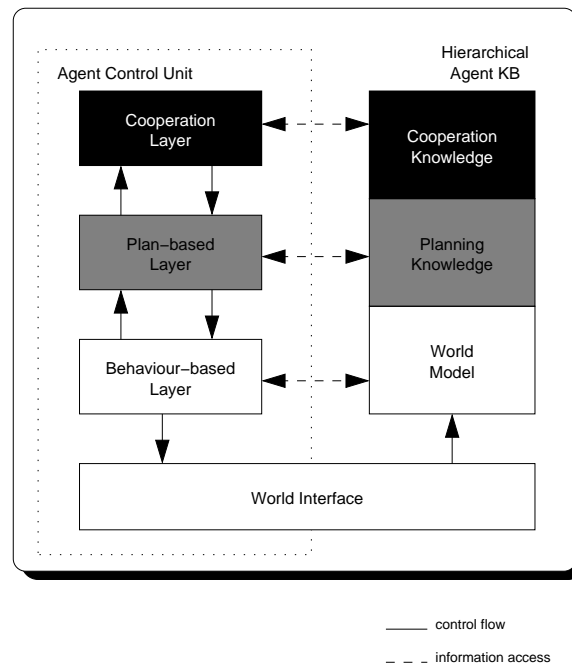 Agent Control Unit
Hierarchical
Agent KB
Cooperation
Layer
Cooperation
Knowledge
Plan−based
Layer
Planning
Knowledge
Behaviour−based
Layer
World
Model
World Interface
control flow
information access